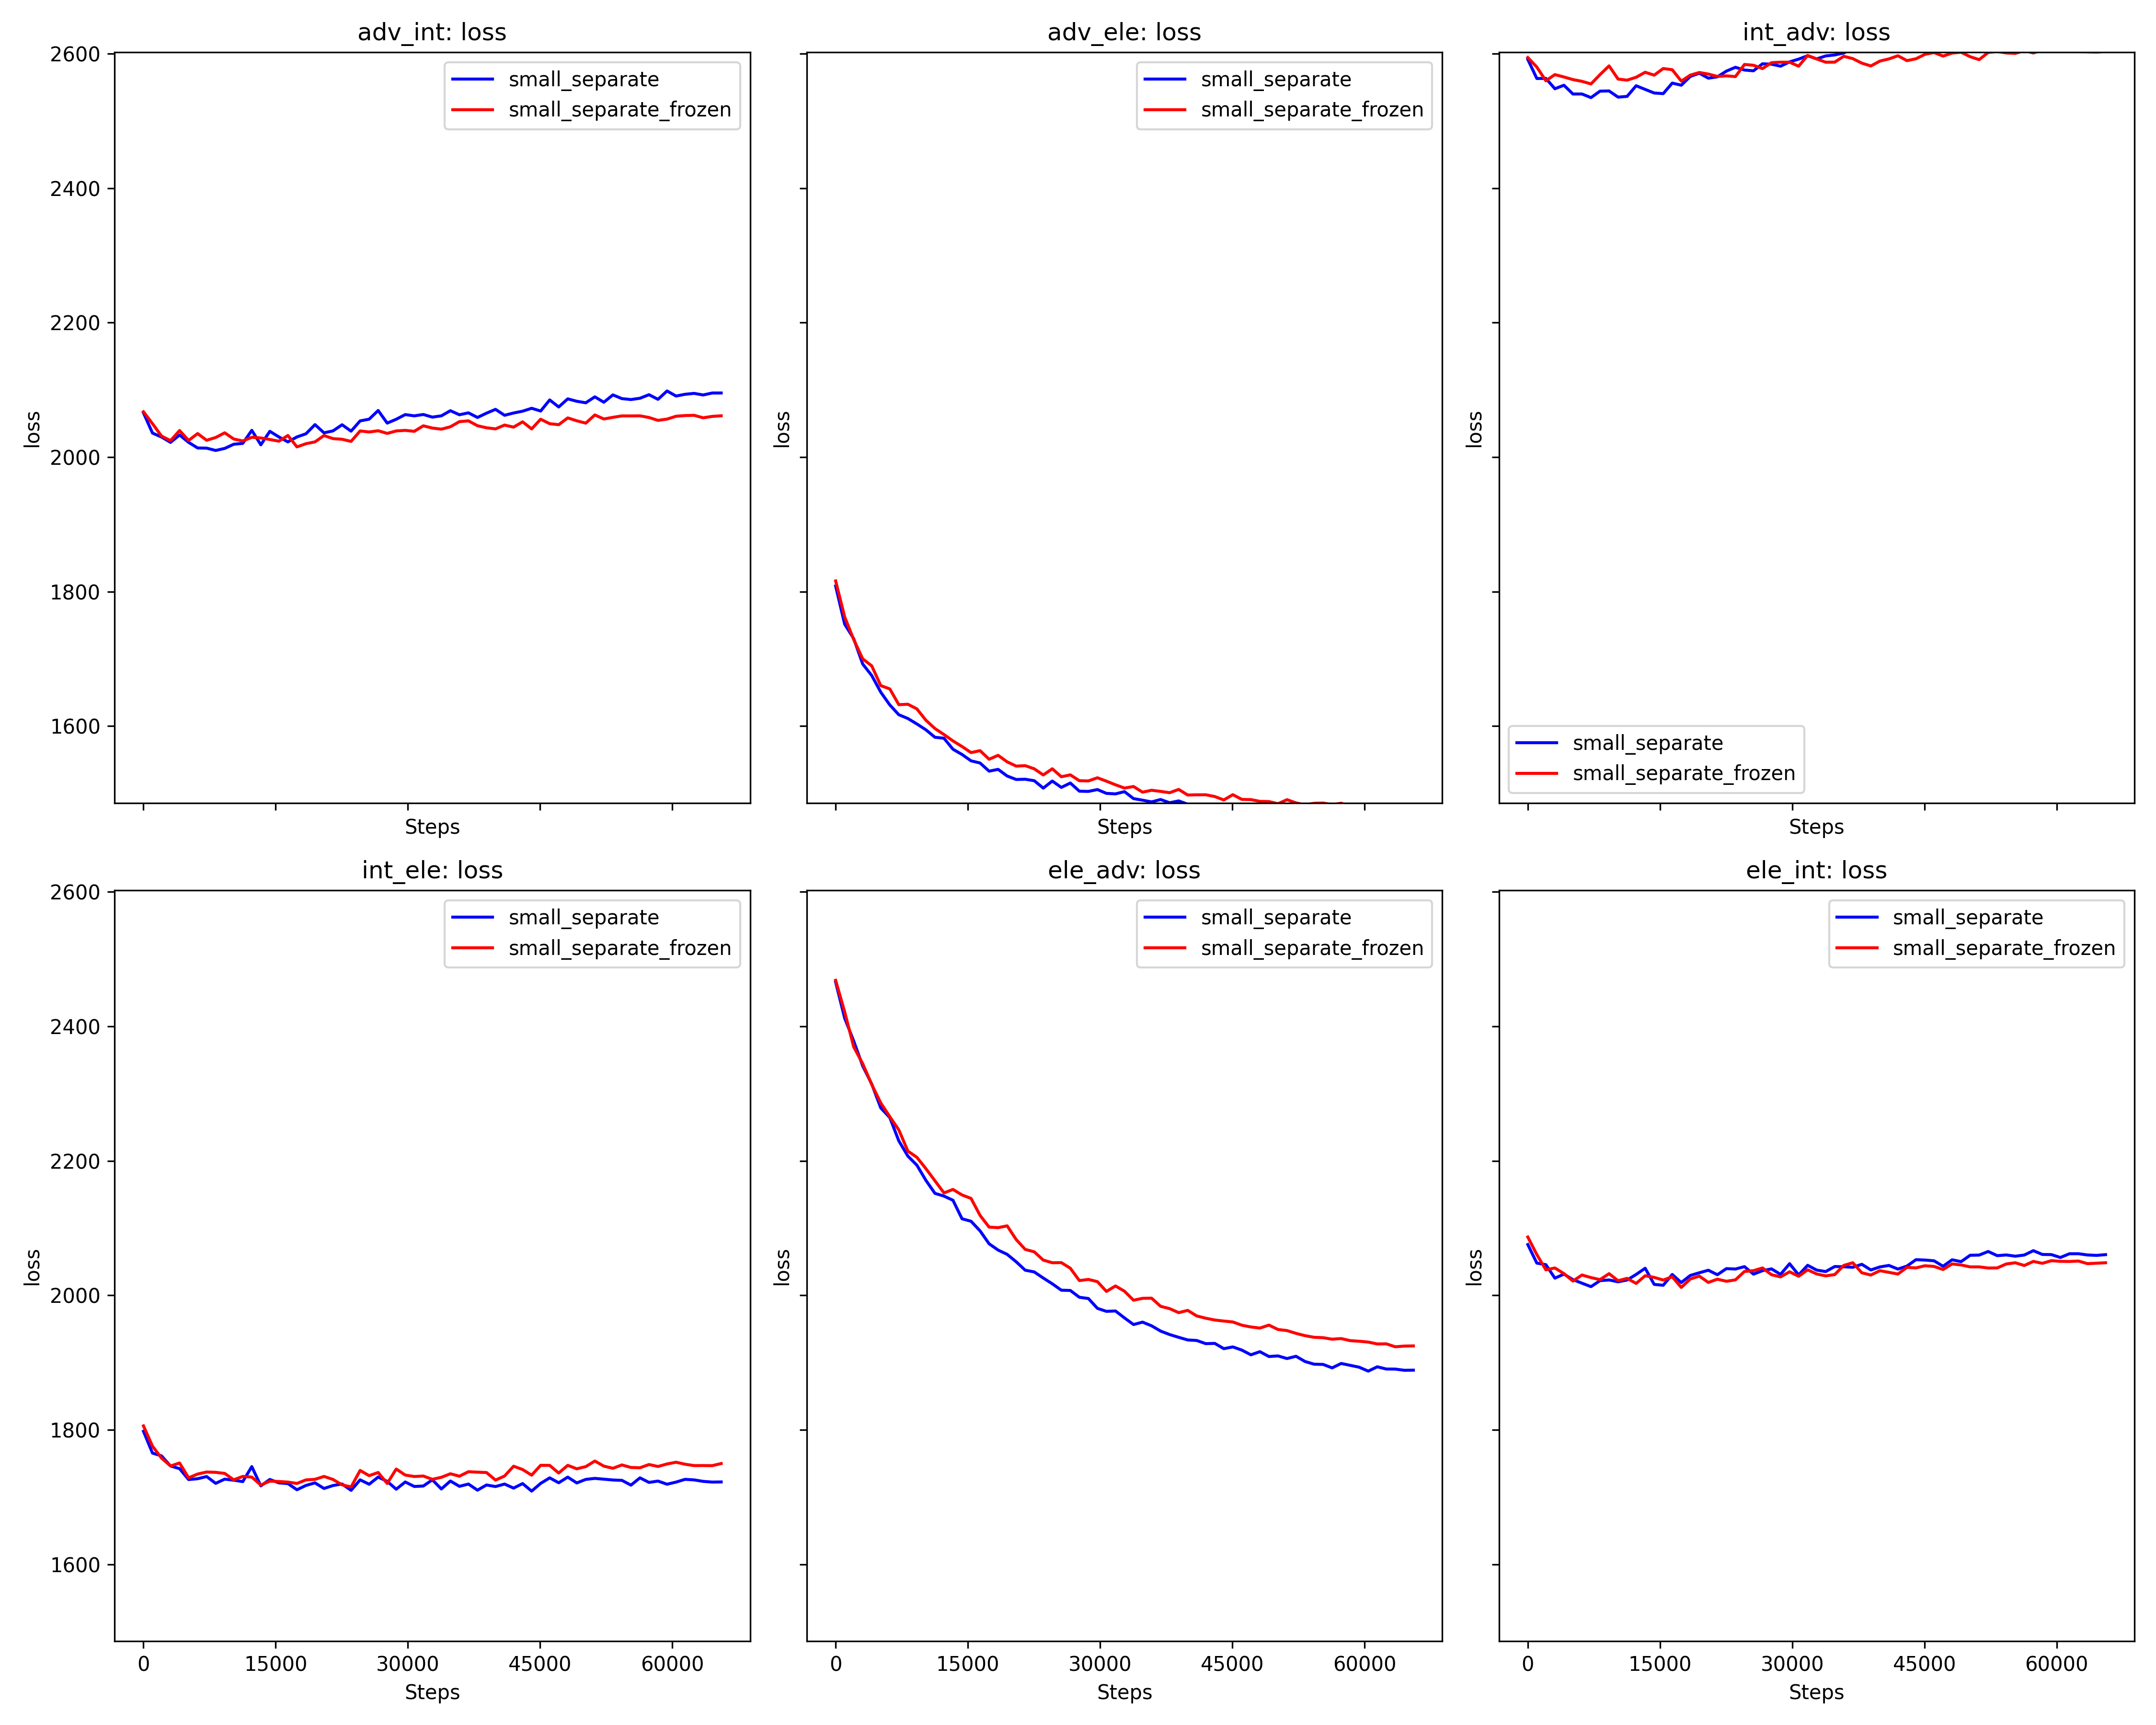 adv_int: loss
2600
2400
2200
2000
1800
1600
loss
Steps
small_separate
small_separate_frozen
adv_ele: loss
loss
Steps
small_separate
small_separate_frozen
int_adv: loss
loss
Steps
small_separate
small_separate_frozen
int_ele: loss
2600
2400
2200
2000
1800
1600
loss
small_separate
small_separate_frozen
0 15000 30000 45000 60000
Steps
ele_adv: loss
loss
small_separate
small_separate_frozen
0 15000 30000 45000 60000
Steps
ele_int: loss
loss
small_separate
small_separate_frozen
0 15000 30000 45000 60000
Steps